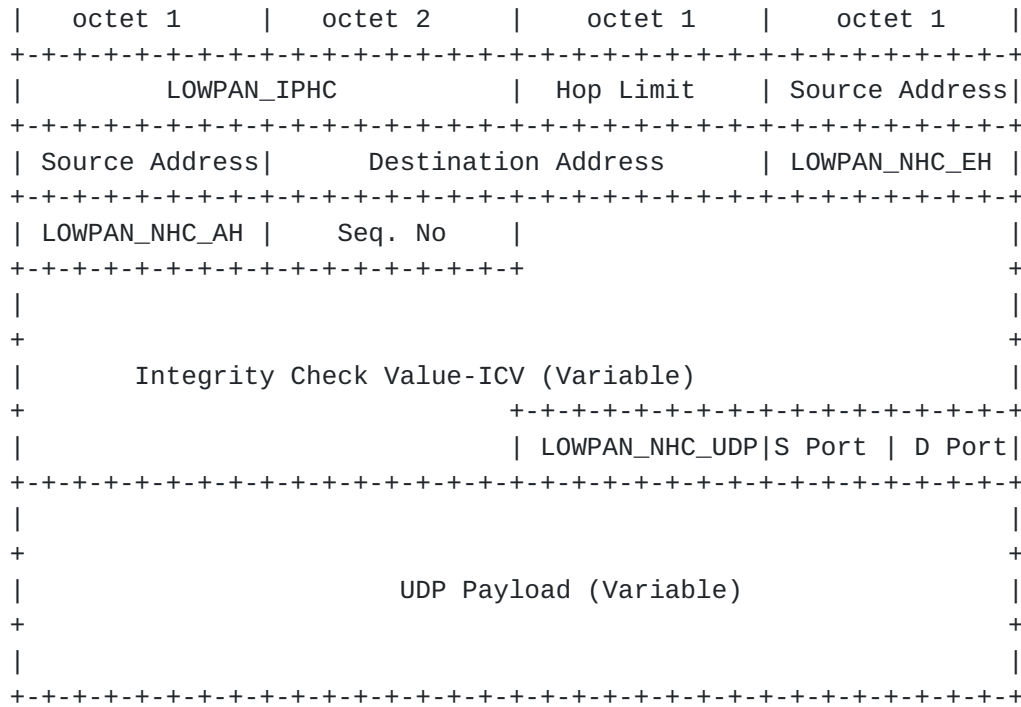 |   octet 1     |   octet 2     |    octet 1    |    octet 1    |
+-+-+-+-+-+-+-+-+-+-+-+-+-+-+-+-+-+-+-+-+-+-+-+-+-+-+-+-+-+-+-+-+
|         LOWPAN_IPHC           |  Hop Limit    | Source Address|
+-+-+-+-+-+-+-+-+-+-+-+-+-+-+-+-+-+-+-+-+-+-+-+-+-+-+-+-+-+-+-+-+
| Source Address|      Destination Address      | LOWPAN_NHC_EH |
+-+-+-+-+-+-+-+-+-+-+-+-+-+-+-+-+-+-+-+-+-+-+-+-+-+-+-+-+-+-+-+-+
| LOWPAN_NHC_AH |    Seq. No    |                               |
+-+-+-+-+-+-+-+-+-+-+-+-+-+-+-+-+                               +
|                                                               |
+                                                               +
|       Integrity Check Value-ICV (Variable)                    |
+                               +-+-+-+-+-+-+-+-+-+-+-+-+-+-+-+-+
|                               | LOWPAN_NHC_UDP|S Port | D Port|
+-+-+-+-+-+-+-+-+-+-+-+-+-+-+-+-+-+-+-+-+-+-+-+-+-+-+-+-+-+-+-+-+
|                                                               |
+                                                               +
|                        UDP Payload (Variable)                 |
+                                                               +
|                                                               |
+-+-+-+-+-+-+-+-+-+-+-+-+-+-+-+-+-+-+-+-+-+-+-+-+-+-+-+-+-+-+-+-+